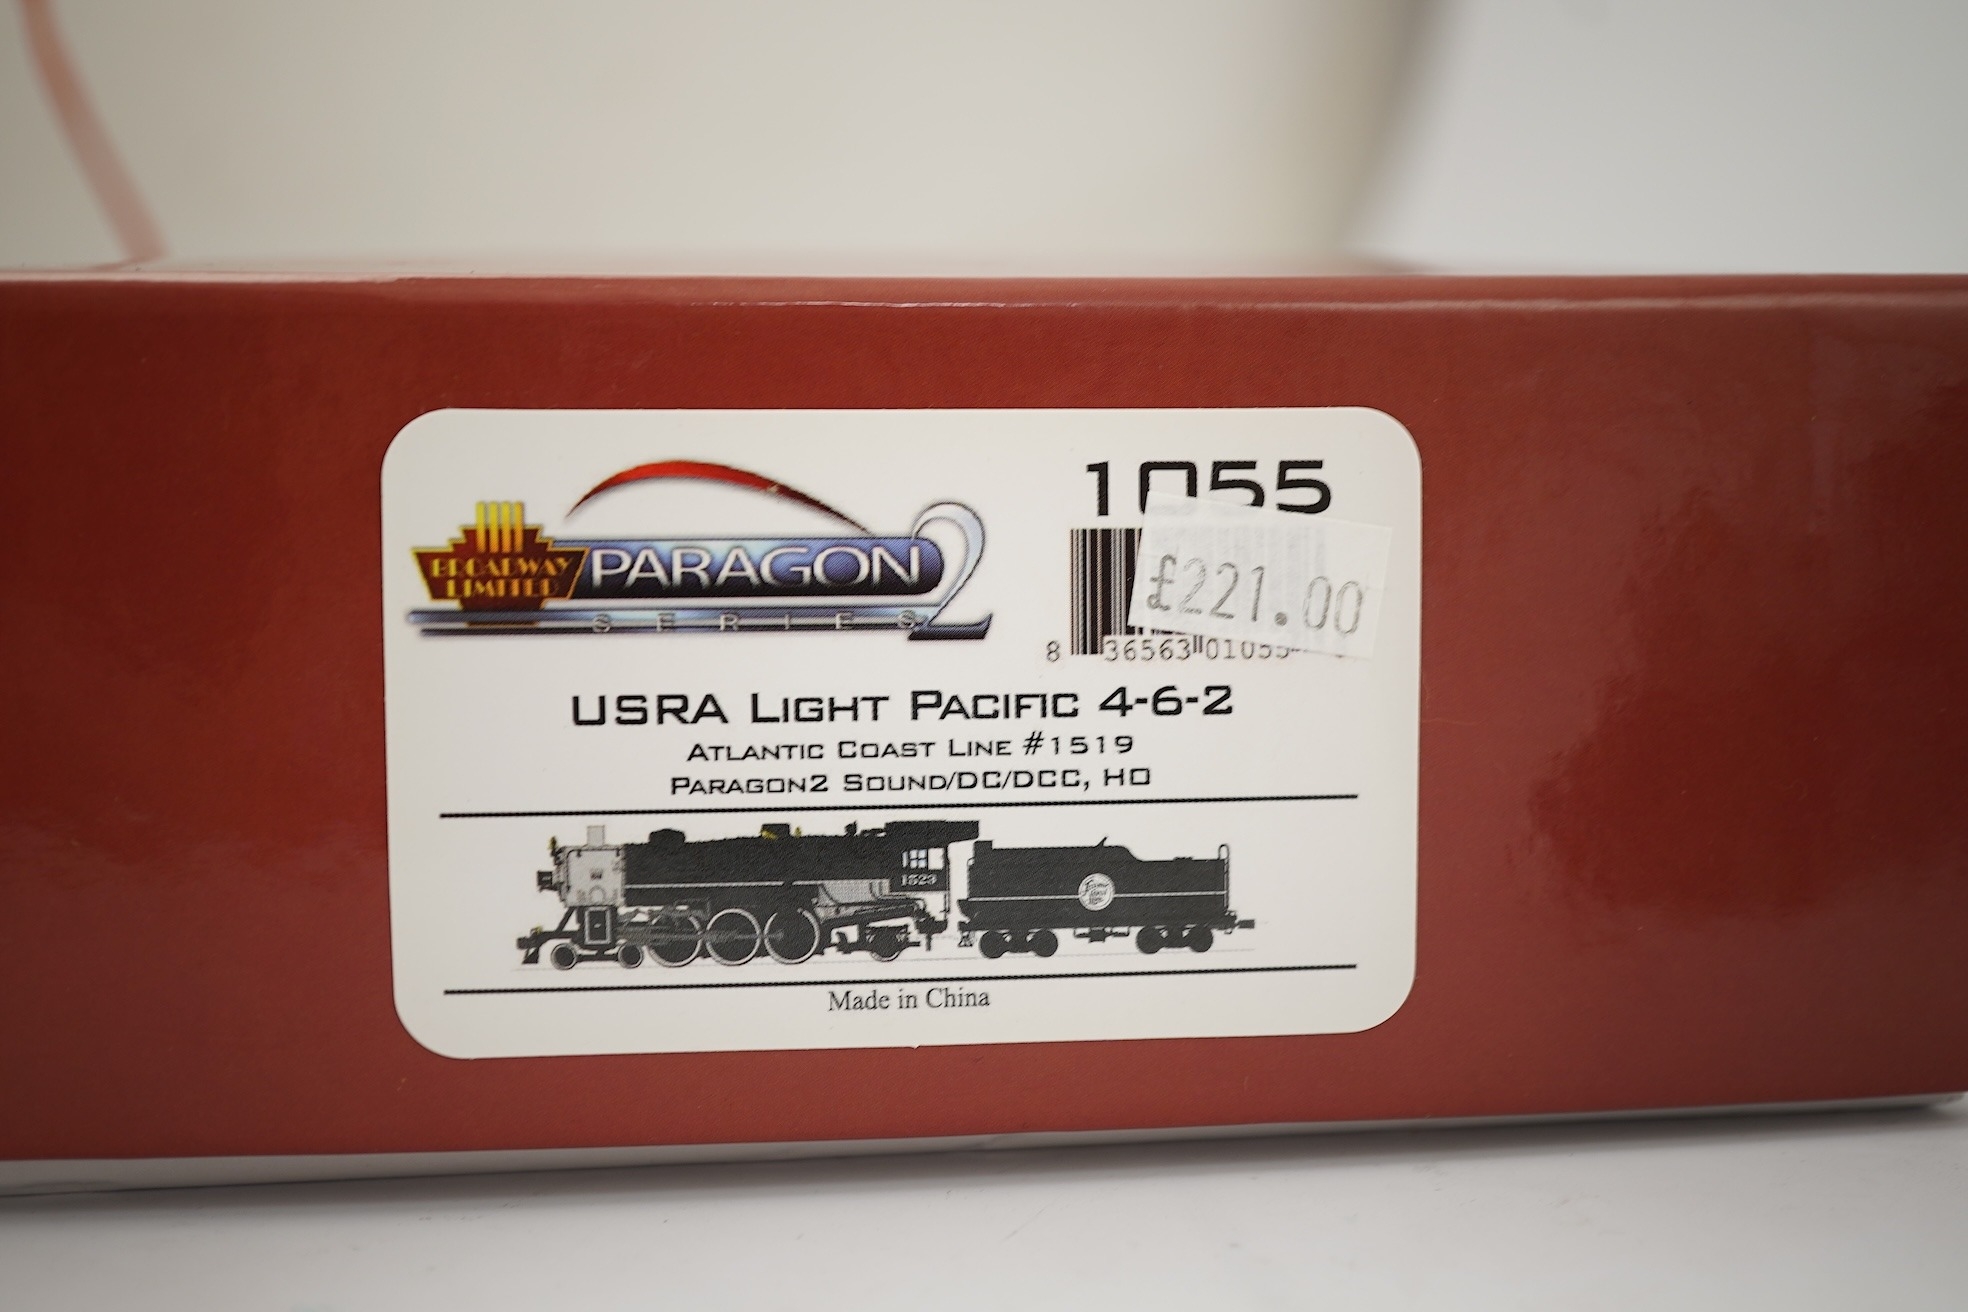 1055
BROADWAY
LIMITED
PARAGON 2
SERIES
£221.00
8 36563 01055
USRA LIGHT PACIFIC 4-6-2
ATLANTIC COAST LINE #1519
PARAGON2 SOUND/DC/DCC, HO
1523
Made in China